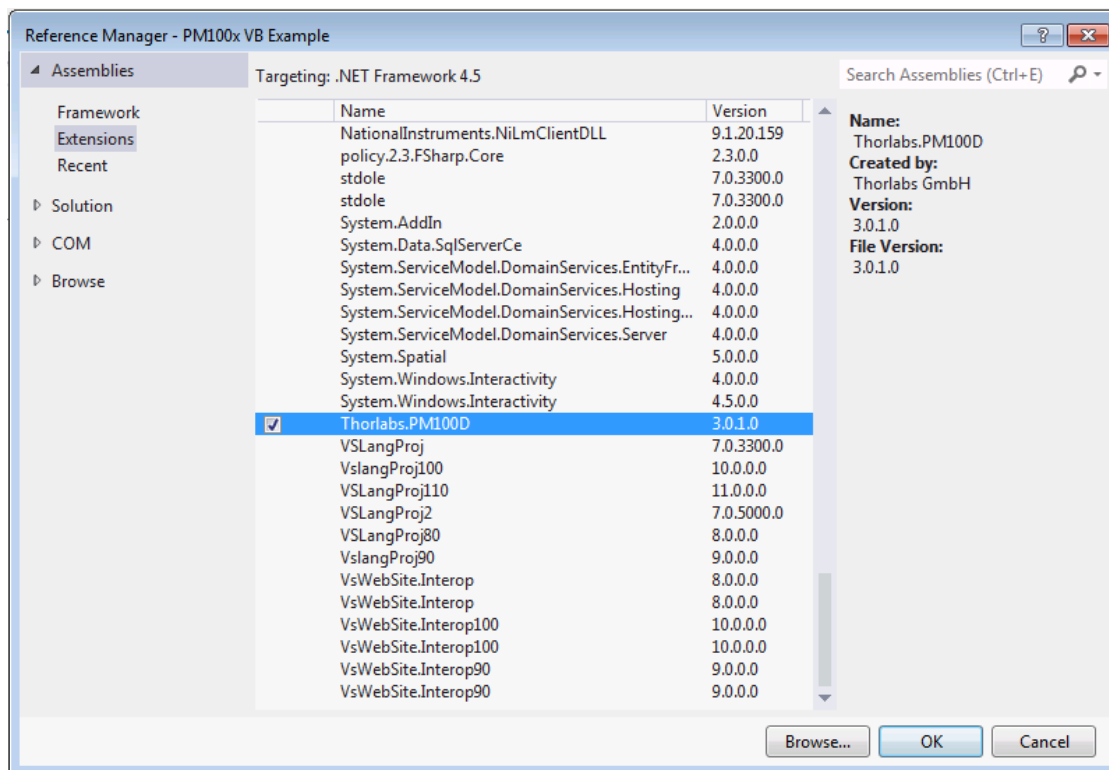 Reference Manager - PM100x VB Example
Assemblies
Framework
Extensions
Recent
Solution
COM
Browse
Targeting: .NET Framework 4.5
Name Version
NationalInstruments.NiLmClientDLL 9.1.20.159
policy.2.3.FSharp.Core 2.3.0.0
stdole 7.0.3300.0
stdole 7.0.3300.0
System.AddIn 2.0.0.0
System.Data.SqlServerCe 4.0.0.0
System.ServiceModel.DomainServices.EntityFr... 4.0.0.0
System.ServiceModel.DomainServices.Hosting 4.0.0.0
System.ServiceModel.DomainServices.Hosting... 4.0.0.0
System.ServiceModel.DomainServices.Server 4.0.0.0
System.Spatial 5.0.0.0
System.Windows.Interactivity 4.0.0.0
System.Windows.Interactivity 4.5.0.0
Thorlabs.PM100D 3.0.1.0
VSLangProj 7.0.3300.0
VslangProj100 10.0.0.0
VSLangProj110 11.0.0.0
VSLangProj2 7.0.5000.0
VSLangProj80 8.0.0.0
VslangProj90 9.0.0.0
VsWebSite.Interop 8.0.0.0
VsWebSite.Interop 8.0.0.0
VsWebSite.Interop100 10.0.0.0
VsWebSite.Interop100 10.0.0.0
VsWebSite.Interop90 9.0.0.0
VsWebSite.Interop90 9.0.0.0
Search Assemblies (Ctrl+E)
Name:
Thorlabs.PM100D
Created by:
Thorlabs GmbH
Version:
3.0.1.0
File Version:
3.0.1.0
Browse... OK Cancel